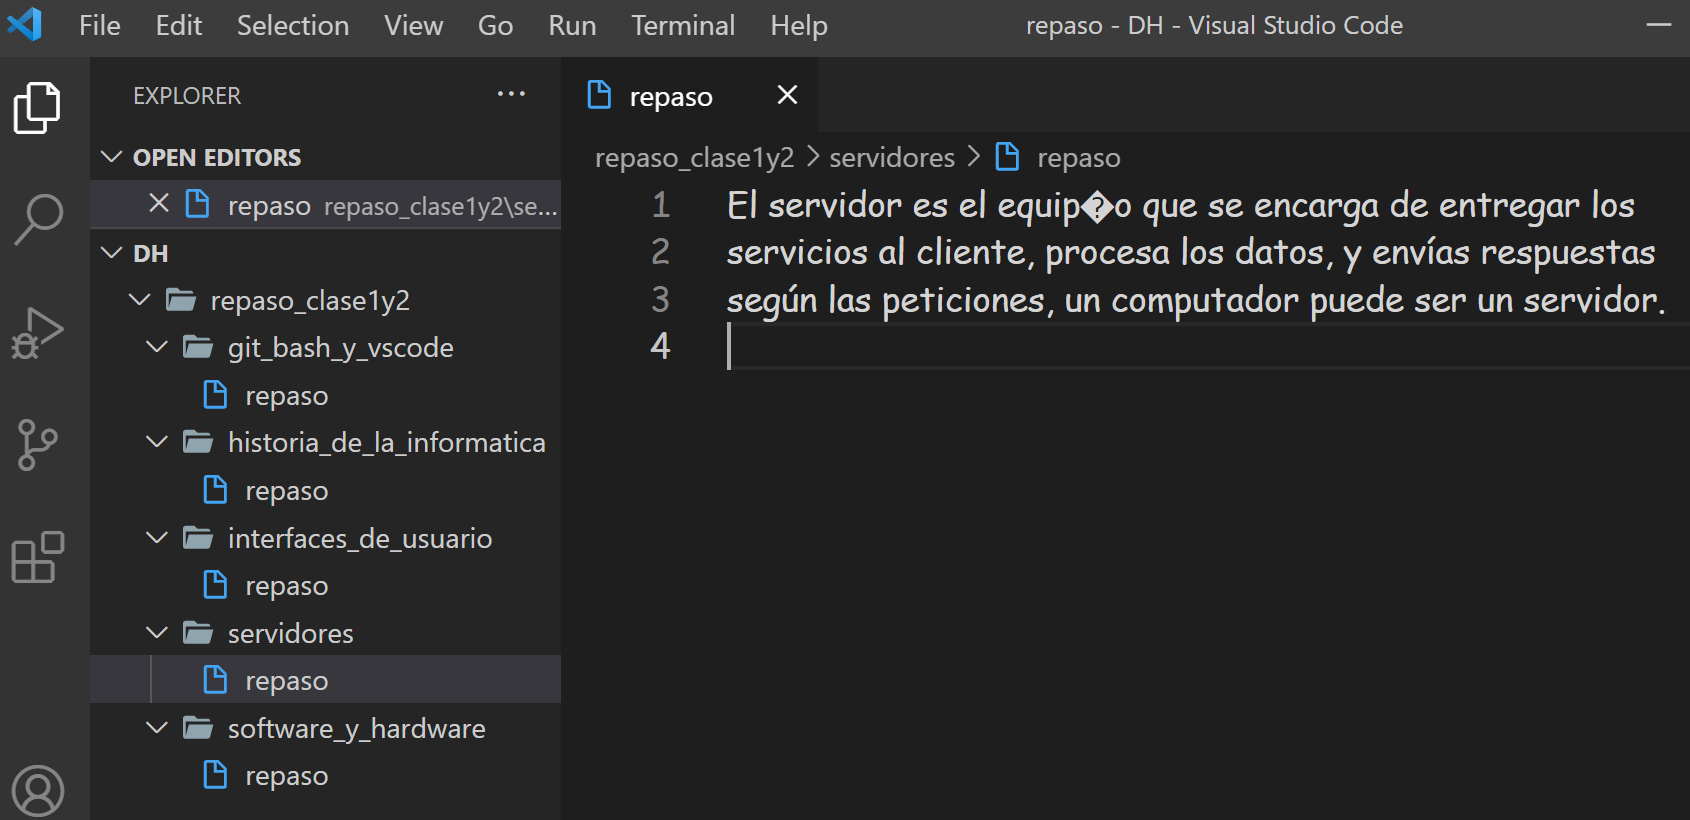 File Edit Selection View Go Run Terminal Help
repaso - DH - Visual Studio Code
EXPLORER
OPEN EDITORS
repaso repaso_clase1y2\se...
DH
repaso_clase1y2
git_bash_y_vscode
repaso
historia_de_la_informatica
repaso
interfaces_de_usuario
repaso
servidores
repaso
software_y_hardware
repaso
repaso
repaso_clase1y2 > servidores > repaso
1 El servidor es el equip�o que se encarga de entregar los
2 servicios al cliente, procesa los datos, y envías respuestas
3 según las peticiones, un computador puede ser un servidor.
4